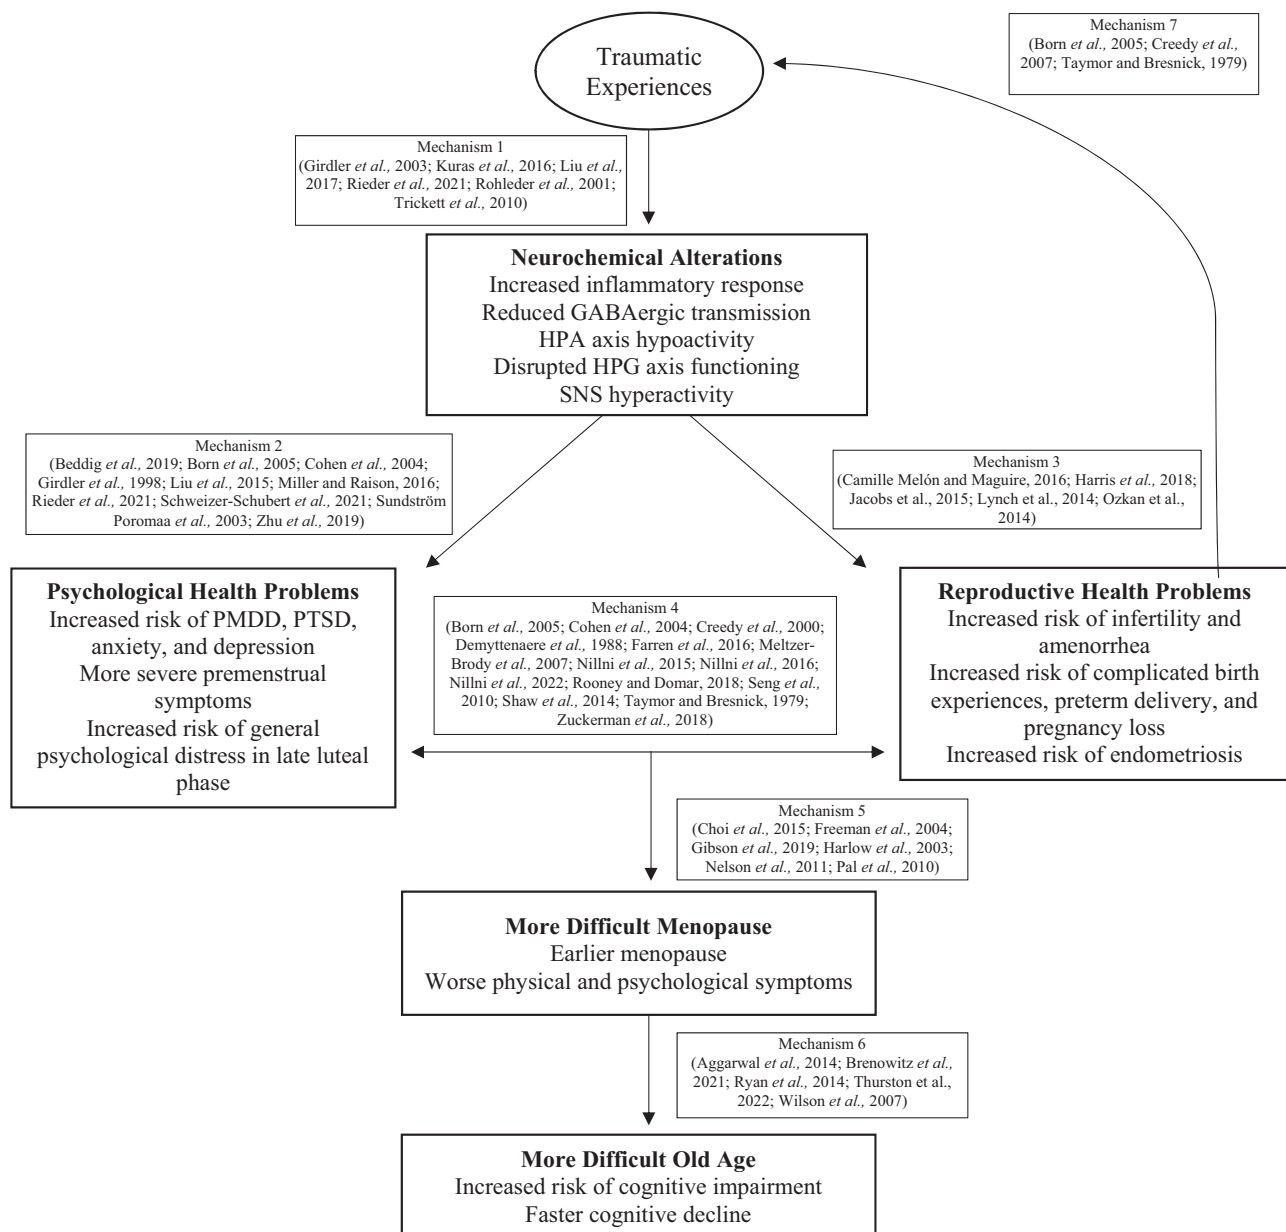 Mechanism 7
(Born et al., 2005; Creedy et al.,
2007; Taymor and Bresnick, 1979)
Traumatic
Experiences
Mechanism 1
(Girdler et al., 2003; Kuras et al., 2016; Liu et al.,
2017; Rieder et al., 2021; Rohleder et al., 2001;
Trickett et al., 2010)
Neurochemical Alterations
Increased inflammatory response
Reduced GABAergic transmission
HPA axis hypoactivity
Disrupted HPG axis functioning
SNS hyperactivity
Mechanism 2
(Beddig et al., 2019; Born et al., 2005; Cohen et al., 2004;
Girdler et al., 1998; Liu et al., 2015; Miller and Raison, 2016;
Rieder et al., 2021; Schweizer-Schubert et al., 2021; Sundström
Poromaa et al., 2003; Zhu et al., 2019)
Mechanism 3
(Camille Melón and Maguire, 2016; Harris et al., 2018;
Jacobs et al., 2015; Lynch et al., 2014; Ozkan et al.,
2014)
Psychological Health Problems
Increased risk of PMDD, PTSD,
anxiety, and depression
More severe premenstrual
symptoms
Increased risk of general
psychological distress in late luteal
phase
Mechanism 4
(Born et al., 2005; Cohen et al., 2004; Creedy et al., 2000;
Demyttenaere et al., 1988; Farren et al., 2016; Meltzer-
Brody et al., 2007; Nillni et al., 2015; Nillni et al., 2016;
Nillni et al., 2022; Rooney and Domar, 2018; Seng et al.,
2010; Shaw et al., 2014; Taymor and Bresnick, 1979;
Zuckerman et al., 2018)
Reproductive Health Problems
Increased risk of infertility and
amenorrhea
Increased risk of complicated birth
experiences, preterm delivery, and
pregnancy loss
Increased risk of endometriosis
Mechanism 5
(Choi et al., 2015; Freeman et al., 2004;
Gibson et al., 2019; Harlow et al., 2003;
Nelson et al., 2011; Pal et al., 2010)
More Difficult Menopause
Earlier menopause
Worse physical and psychological symptoms
Mechanism 6
(Aggarwal et al., 2014; Brenowitz et al.,
2021; Ryan et al., 2014; Thurston et al.,
2022; Wilson et al., 2007)
More Difficult Old Age
Increased risk of cognitive impairment
Faster cognitive decline